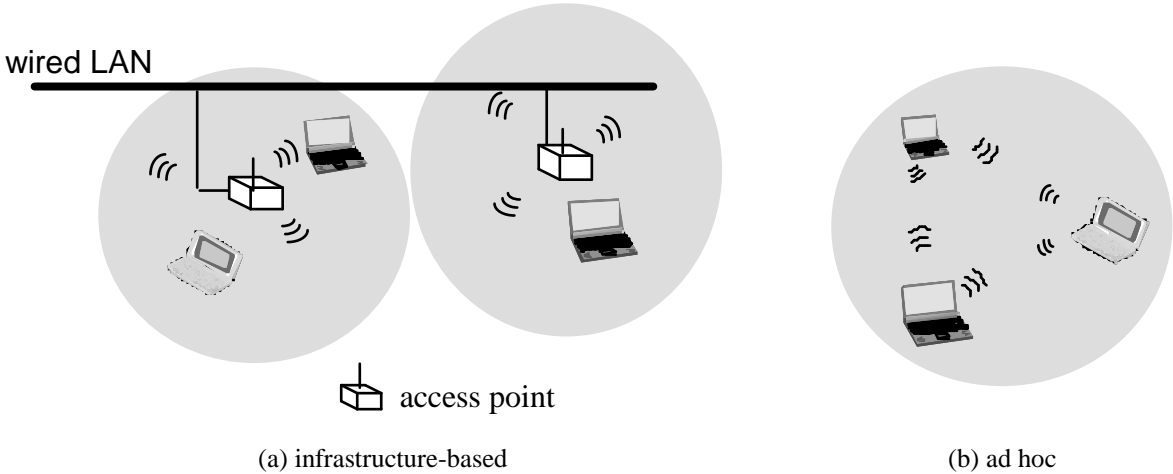 wired LAN
access point
(a) infrastructure-based
(b) ad hoc